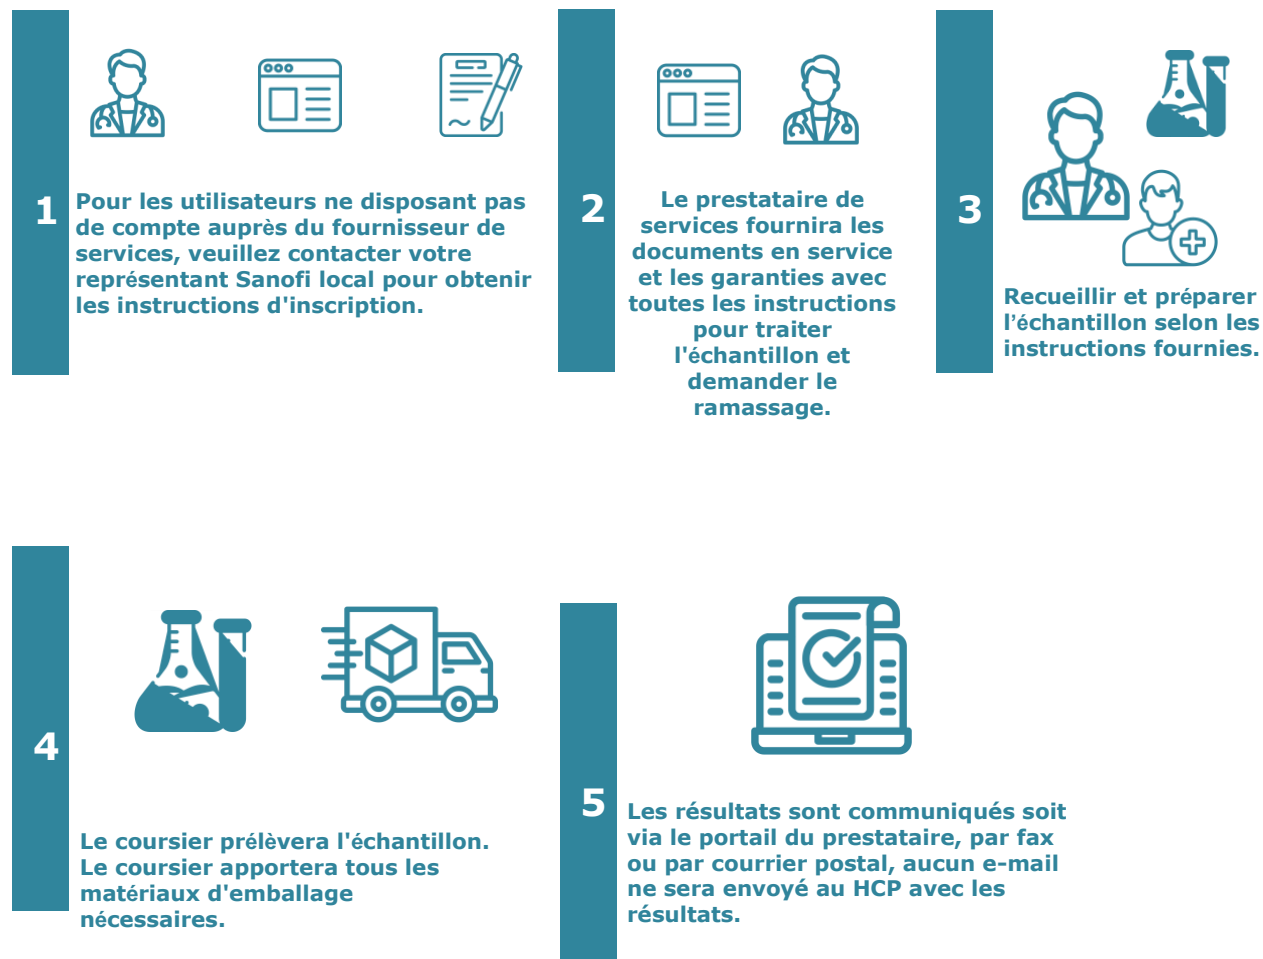 1
Pour les utilisateurs ne disposant pas
de compte auprès du fournisseur de
services, veuillez contacter votre
représentant Sanofi local pour obtenir
les instructions d'inscription.
2
Le prestataire de
services fournira les
documents en service
et les garanties avec
toutes les instructions
pour traiter
l'échantillon et
demander le
ramassage.
3
Recueillir et préparer
l’échantillon selon les
instructions fournies.
4
Le coursier prélèvera l'échantillon.
Le coursier apportera tous les
matériaux d'emballage
nécessaires.
5
Les résultats sont communiqués soit
via le portail du prestataire, par fax
ou par courrier postal, aucun e-mail
ne sera envoyé au HCP avec les
résultats.